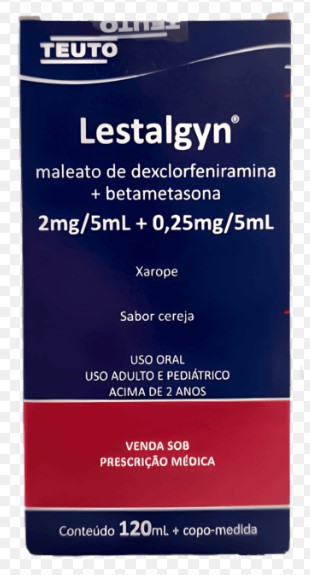 TEUTO
TEUTO
Lestalgyn®
maleato de dexclorfeniramina
+ betametasona
2mg/5mL + 0,25mg/5mL
Xarope
Sabor cereja
USO ORAL
USO ADULTO E PEDIÁTRICO
ACIMA DE 2 ANOS
VENDA SOB
PRESCRIÇÃO MÉDICA
Conteúdo 120mL + copo-medida